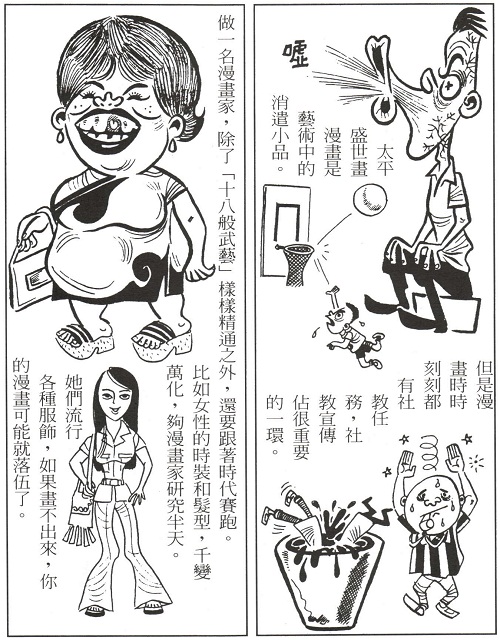 噓
太平
盛世畫
漫畫是
藝術中的
消遣小品。
但是漫
畫時時
刻刻都
有社
教任
務，社
教宣傳
佔很重要
的一環。
做一名漫畫家，除了「十八般武藝」樣樣精通之外，還要跟著時代賽跑。
比如女性的時裝和髮型，千變
萬化，夠漫畫家研究半天。
她們流行
各種服飾，如果畫不出來，你
的漫畫可能就落伍了。